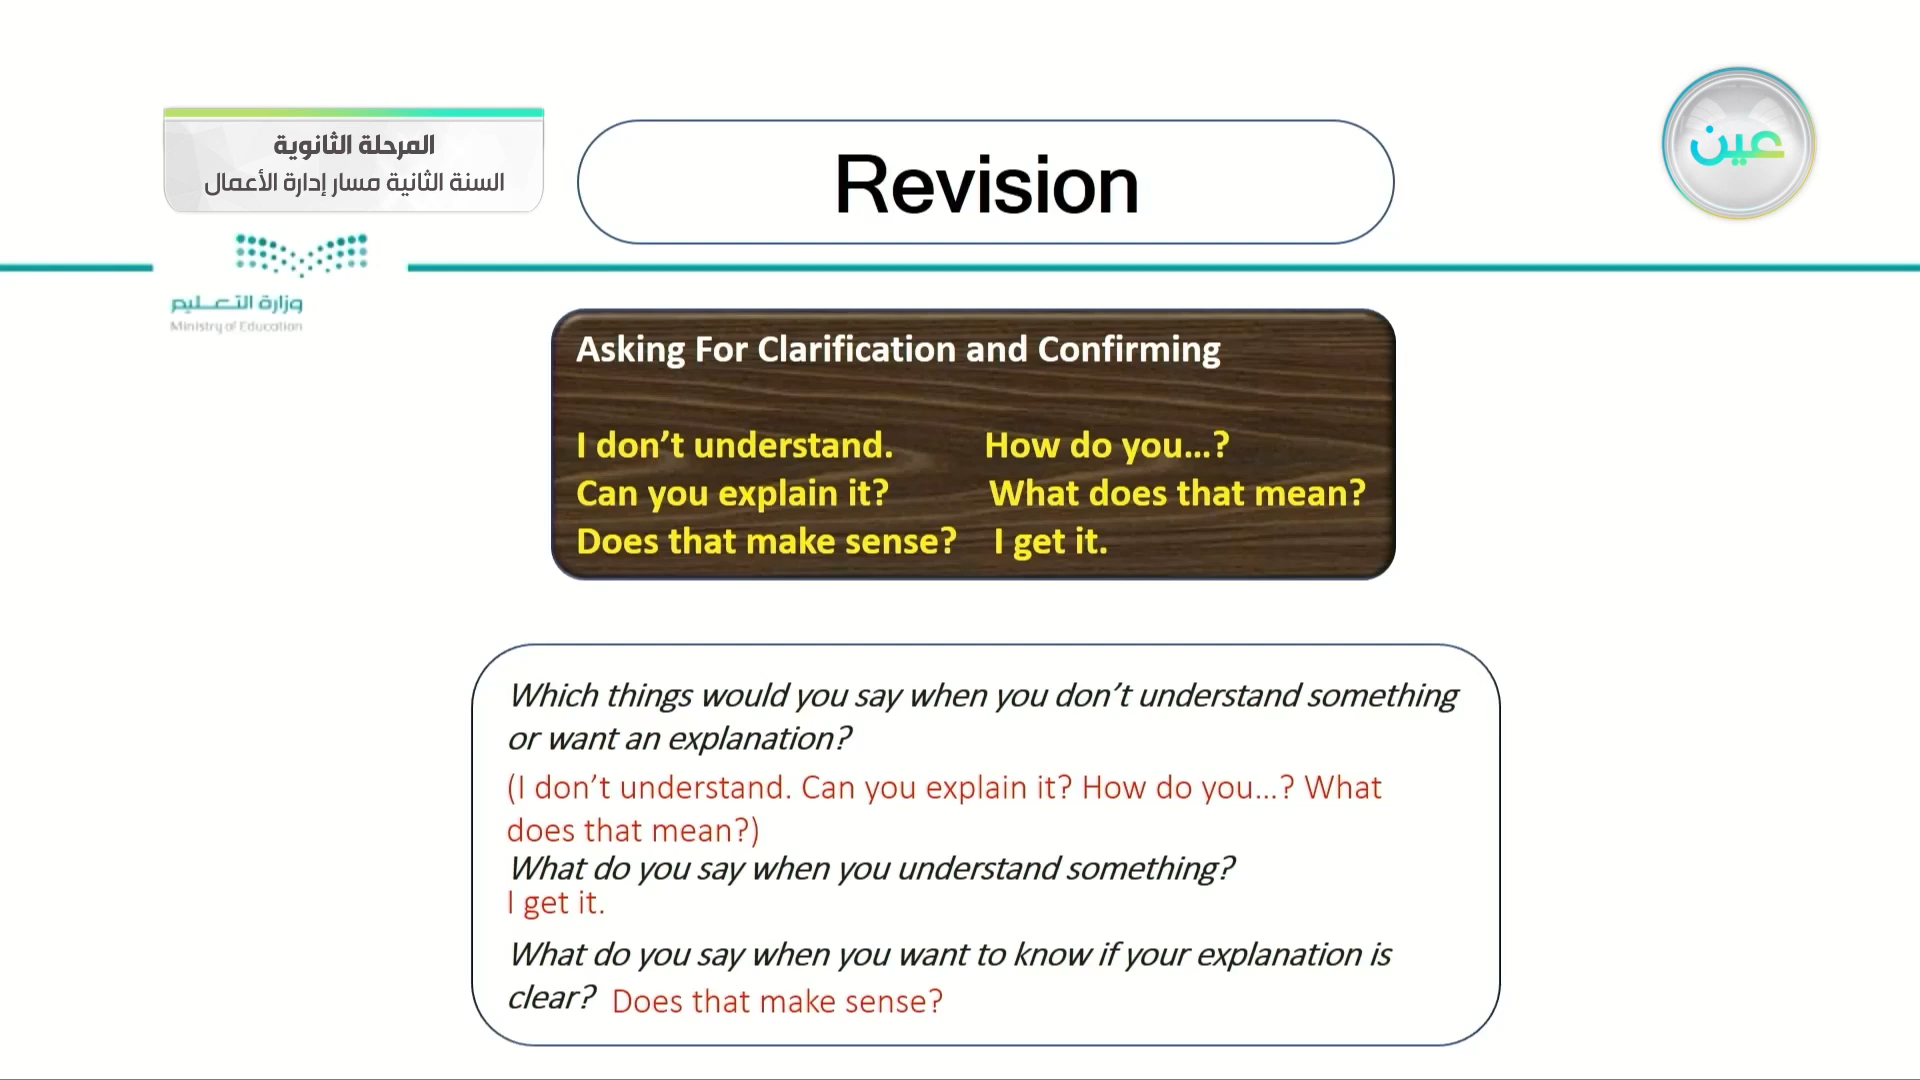 المرحلة الثانوية
السنة الثانية مسار إدارة الأعمال
Revision
عين
وزارة التعليم
Ministry of Education
Asking For Clarification and Confirming
I don’t understand. How do you...?
Can you explain it? What does that mean?
Does that make sense? I get it.
Which things would you say when you don’t understand something
or want an explanation?
(I don’t understand. Can you explain it? How do you...? What
does that mean?)
What do you say when you understand something?
I get it.
What do you say when you want to know if your explanation is
clear? Does that make sense?